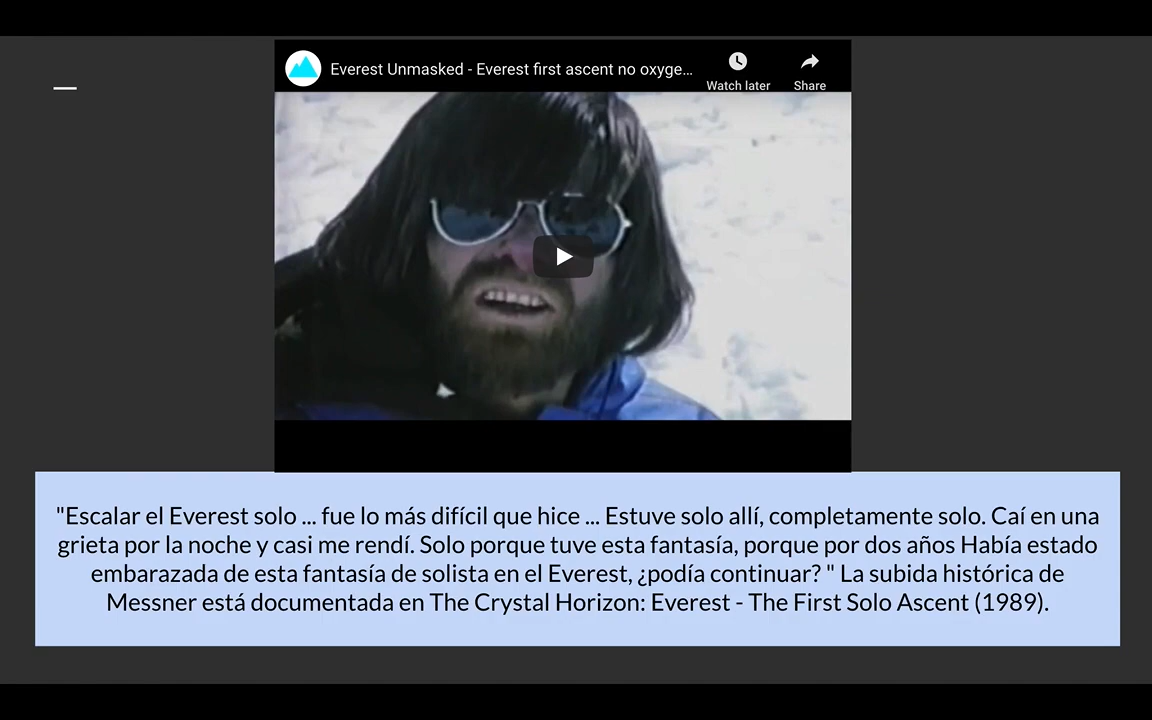 Everest Unmasked - Everest first ascent no oxyge...
Watch later
Share
"Escalar el Everest solo ... fue lo más difícil que hice ... Estuve solo allí, completamente solo. Caí en una
grieta por la noche y casi me rendí. Solo porque tuve esta fantasía, porque por dos años Había estado
embarazada de esta fantasía de solista en el Everest, ¿podía continuar? " La subida histórica de
Messner está documentada en The Crystal Horizon: Everest - The First Solo Ascent (1989).